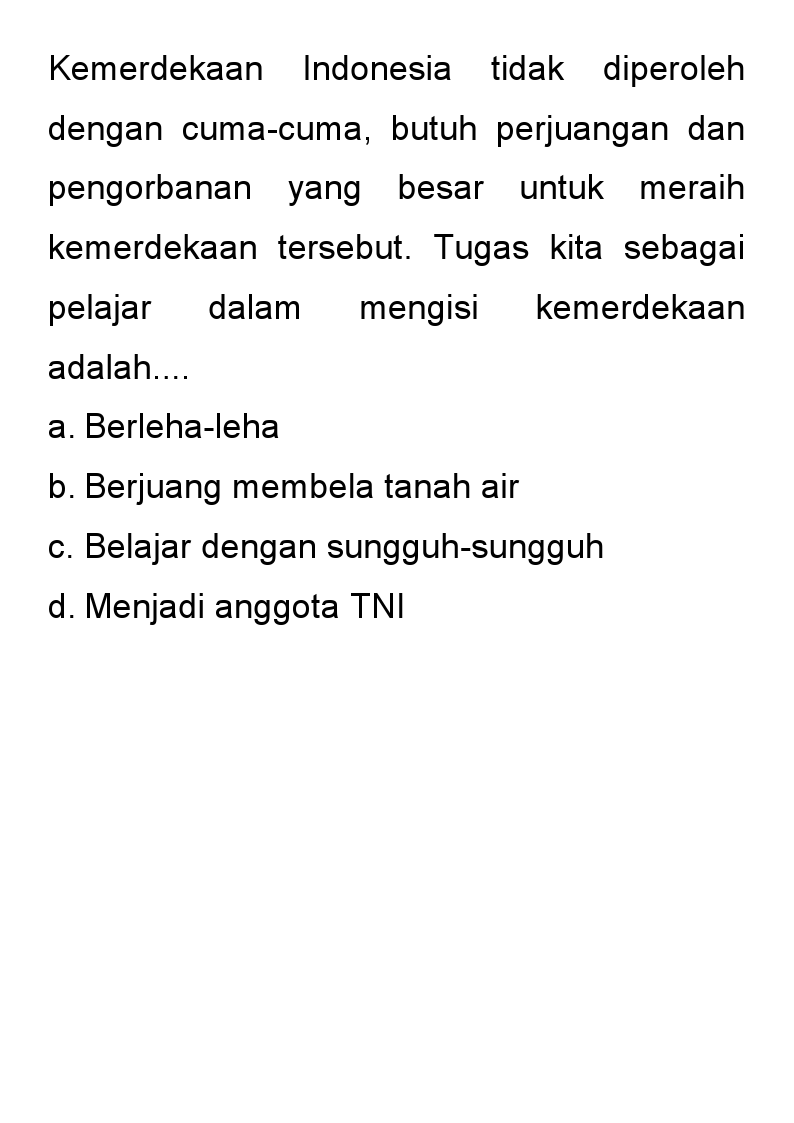 Kemerdekaan Indonesia tidak diperoleh
dengan cuma-cuma, butuh perjuangan dan
pengorbanan yang besar untuk meraih
kemerdekaan tersebut. Tugas kita sebagai
pelajar dalam mengisi kemerdekaan
adalah....
a. Berleha-leha
b. Berjuang membela tanah air
c. Belajar dengan sungguh-sungguh
d. Menjadi anggota TNI